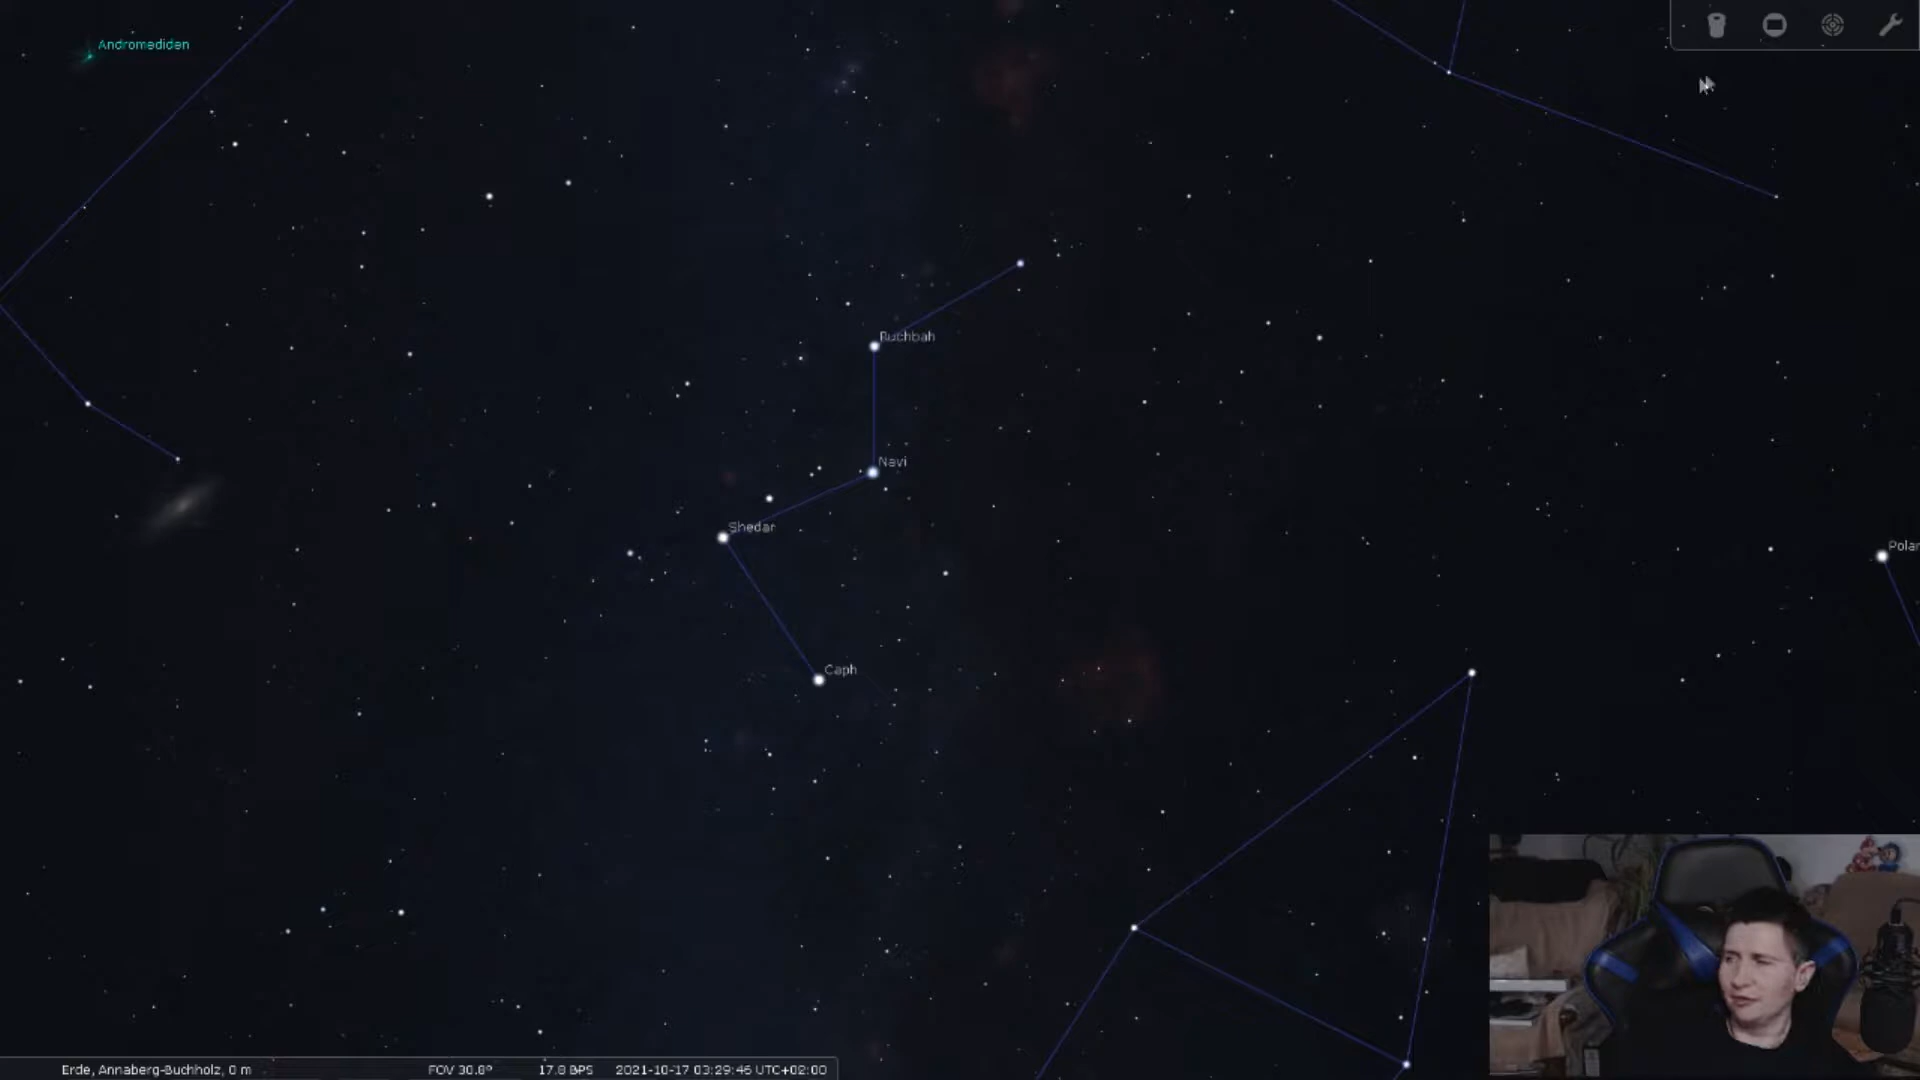 Andromediden
Buchbah
Navi
Shedar
Polar
Caph
Erde, Annaberg-Buchholz, 0 m FOV 30.8° 17.8 BPS 2021-10-17 03:29:46 UTC+02:00